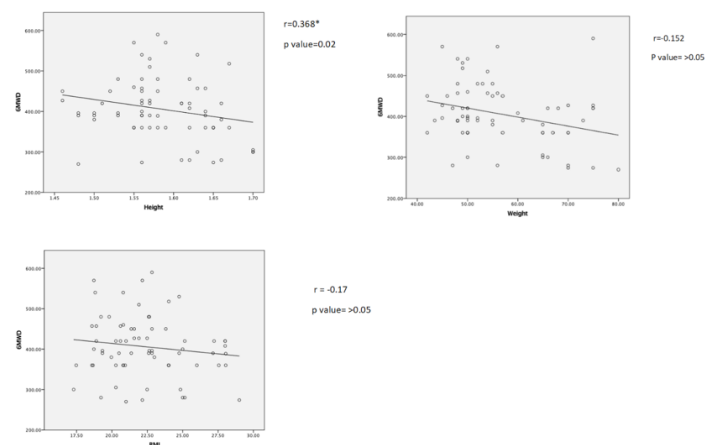 600.00
500.00
400.00
300.00
200.00
6MWD
1.45 1.50 1.55 1.60 1.65 1.70
Height
r=0.368*
p value=0.02
600.00
500.00
400.00
300.00
200.00
6MWD
40.00 50.00 60.00 70.00 80.00
Weight
r=-0.152
P value= >0.05
600.00
500.00
400.00
300.00
200.00
6MWD
17.50 20.00 22.50 25.00 27.50 30.00
BMI
r = -0.17
p value= >0.05